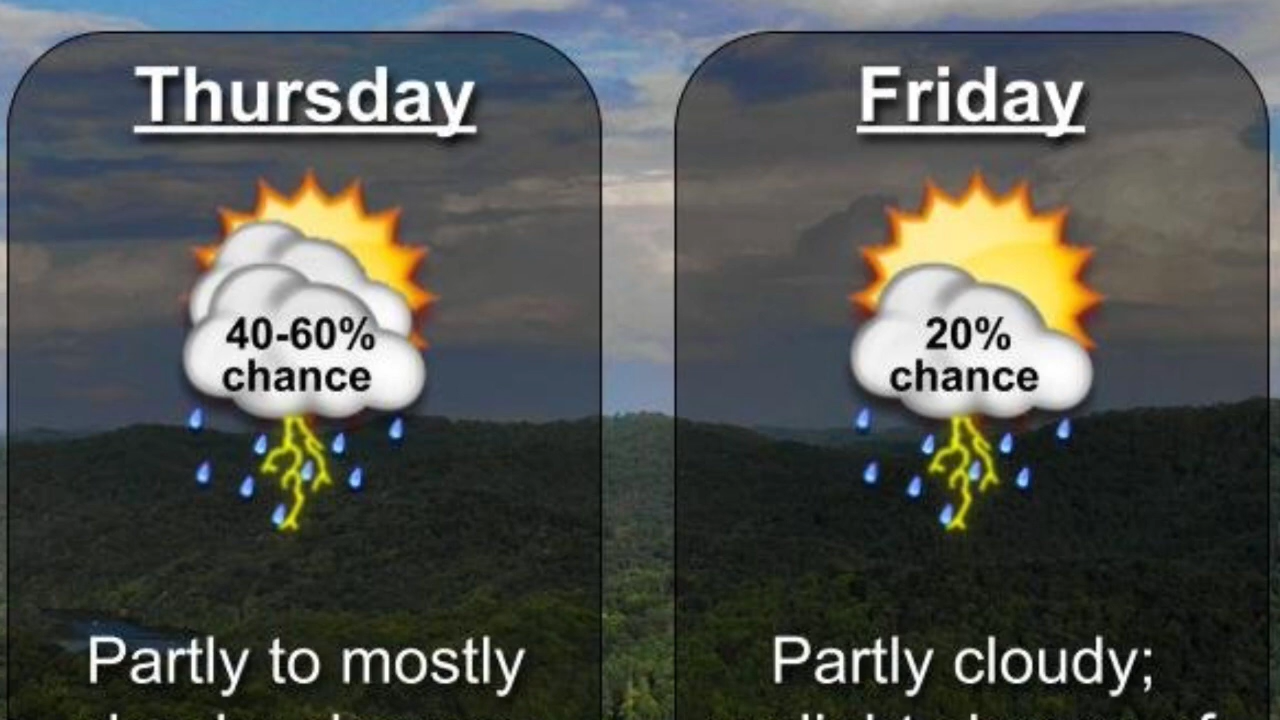 Thursday
40-60%
chance
Partly to mostly
Friday
20%
chance
Partly cloudy;